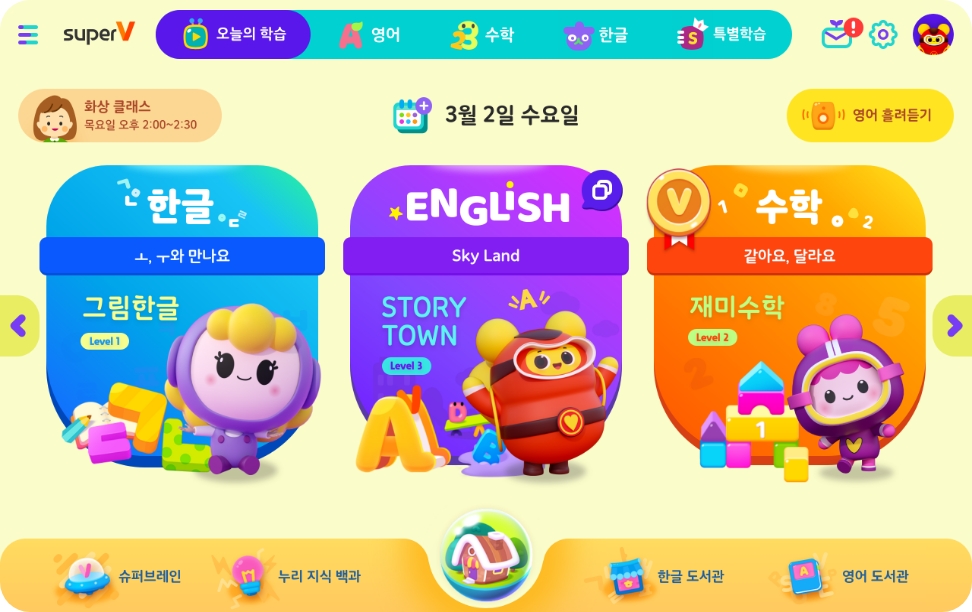 superV
오늘의 학습
영어
수학
한글
특별학습
화상 클래스
목요일 오후 2:00~2:30
3월 2일 수요일
영어 흘려듣기
한글
ㅗ, ㅜ와 만나요
그림한글
Level 1
ENGLiSH
Sky Land
STORY
TOWN
Level 3
수학
같아요, 달라요
재미수학
Level 2
슈퍼브레인
누리 지식 백과
한글 도서관
영어 도서관